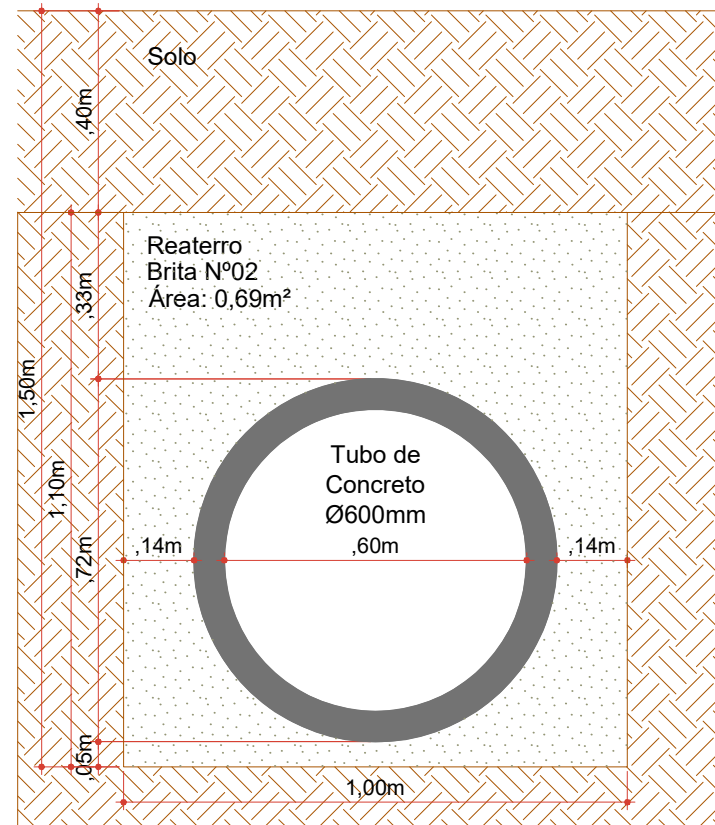 Solo
,40m
Reaterro
Brita Nº02
Área: 0,69m²
,33m
1,50m
1,10m
,72m
Tubo de
Concreto
Ø600mm
,14m
,60m
,14m
,05m
1,00m